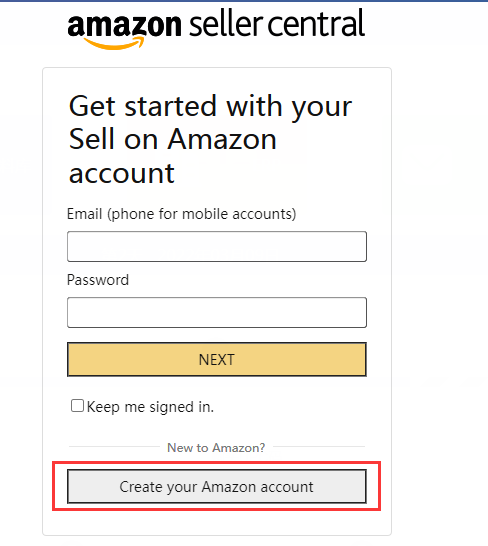 amazon seller central
Get started with your
Sell on Amazon
account
Email (phone for mobile accounts)
Password
NEXT
Keep me signed in.
New to Amazon?
Create your Amazon account